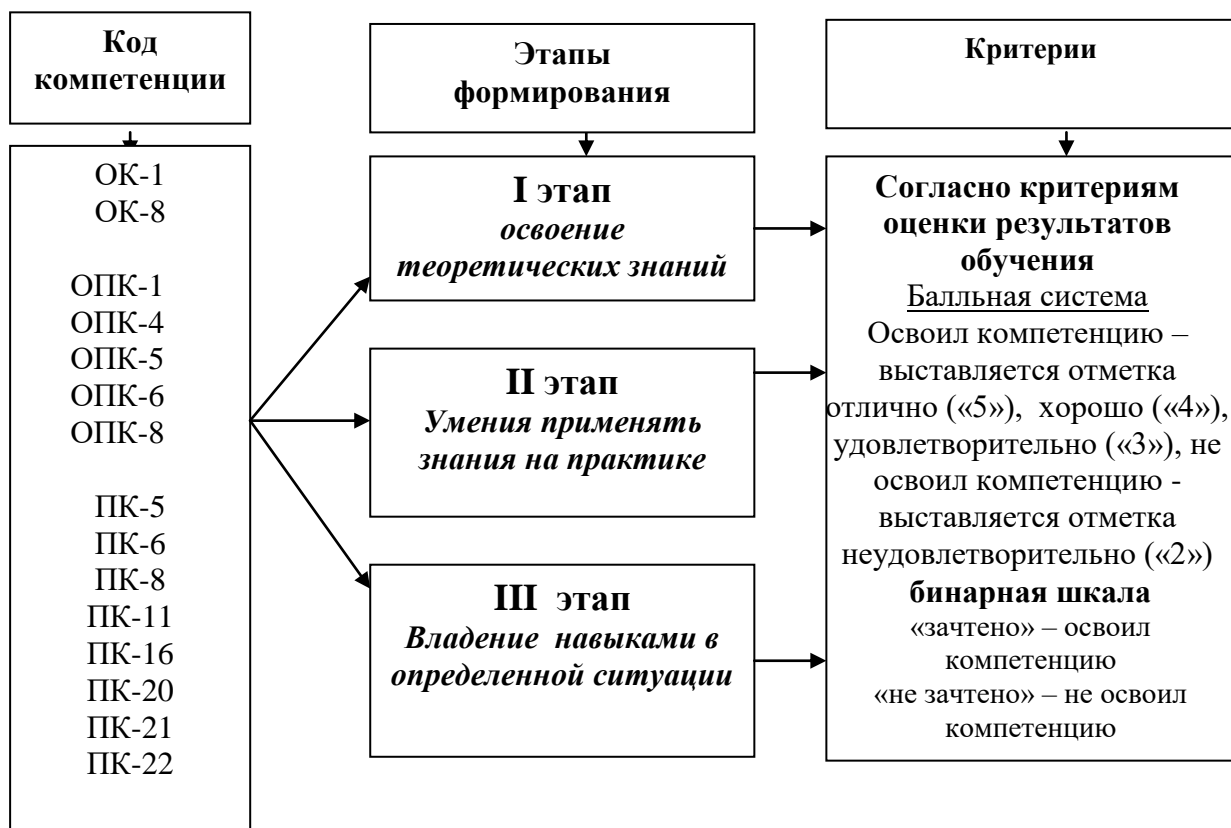 Код
компетенции
Этапы
формирования
Критерии
ОК-1
ОК-8
ОПК-1
ОПК-4
ОПК-5
ОПК-6
ОПК-8
ПК-5
ПК-6
ПК-8
ПК-11
ПК-16
ПК-20
ПК-21
ПК-22
I этап
освоение
теоретических знаний
II этап
Умения применять
знания на практике
III этап
Владение навыками в
определенной ситуации
Согласно критериям
оценки результатов
обучения
Балльная система
Освоил компетенцию –
выставляется отметка
отлично («5»), хорошо («4»),
удовлетворительно («3»), не
освоил компетенцию -
выставляется отметка
неудовлетворительно («2»)
бинарная шкала
«зачтено» – освоил
компетенцию
«не зачтено» – не освоил
компетенцию